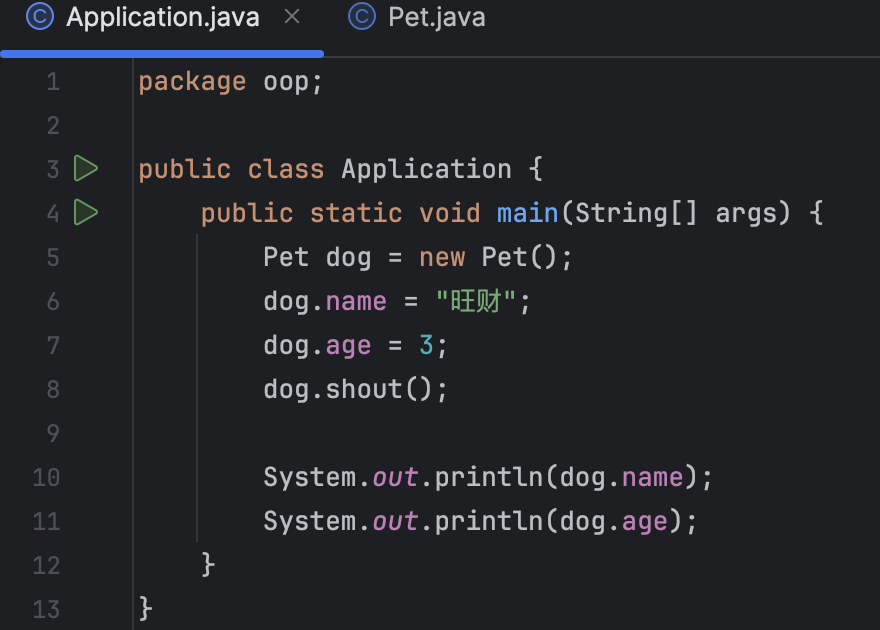 Application.java Pet.java
1 package oop;
2
3 public class Application {
4     public static void main(String[] args) {
5         Pet dog = new Pet();
6         dog.name = "旺财";
7         dog.age = 3;
8         dog.shout();
9
10         System.out.println(dog.name);
11         System.out.println(dog.age);
12     }
13 }